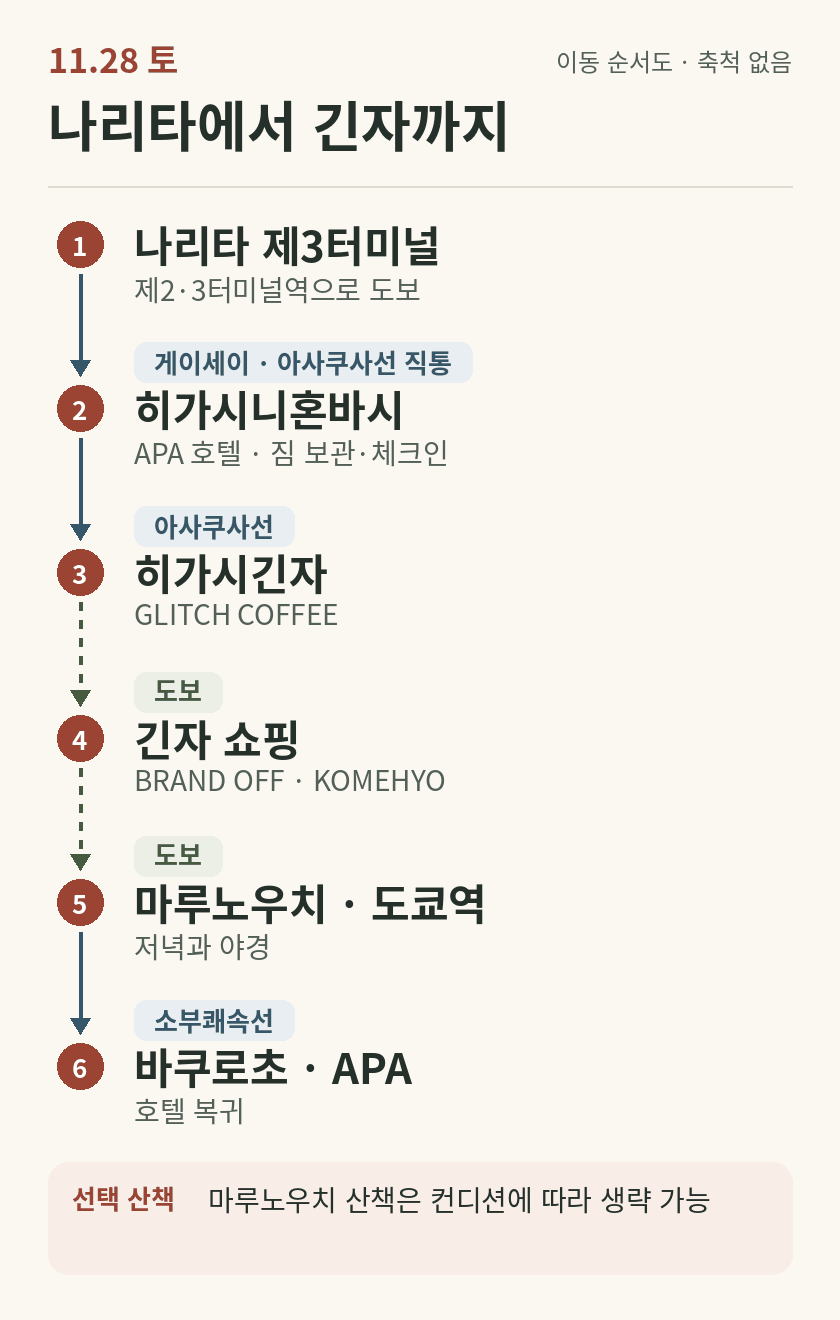 11.28 토
이동 순서도 · 축척 없음
나리타에서 긴자까지
1
나리타 제3터미널
제2·3터미널역으로 도보
게이세이 · 아사쿠사선 직통
2
히가시니혼바시
APA 호텔 · 짐 보관·체크인
아사쿠사선
3
히가시긴자
GLITCH COFFEE
도보
4
긴자 쇼핑
BRAND OFF · KOMEHYO
도보
5
마루노우치 · 도쿄역
저녁과 야경
소부쾌속선
6
바쿠로초 · APA
호텔 복귀
선택 산책 마루노우치 산책은 컨디션에 따라 생략 가능